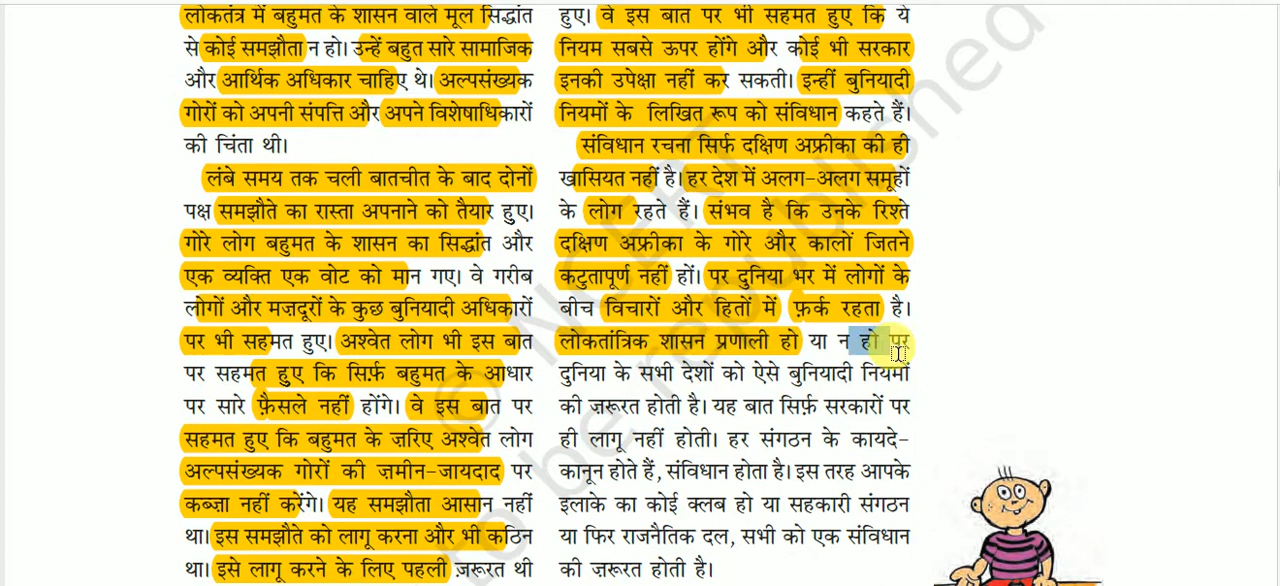 लोकतंत्र में बहुमत के शासन वाले मूल सिद्धांत
से कोई समझौता न हो। उन्हें बहुत सारे सामाजिक
और आर्थिक अधिकार चाहिए थे। अल्पसंख्यक
गोरों को अपनी संपत्ति और अपने विशेषाधिकारों
की चिंता थी।
लंबे समय तक चली बातचीत के बाद दोनों
पक्ष समझौते का रास्ता अपनाने को तैयार हुए।
गोरे लोग बहुमत के शासन का सिद्धांत और
एक व्यक्ति एक वोट को मान गए। वे गरीब
लोगों और मज़दूरों के कुछ बुनियादी अधिकारों
पर भी सहमत हुए। अश्वेत लोग भी इस बात
पर सहमत हुए कि सिर्फ़ बहुमत के आधार
पर सारे फ़ैसले नहीं होंगे। वे इस बात पर
सहमत हुए कि बहुमत के ज़रिए अश्वेत लोग
अल्पसंख्यक गोरों की ज़मीन-जायदाद पर
कब्ज़ा नहीं करेंगे। यह समझौता आसान नहीं
था। इस समझौते को लागू करना और भी कठिन
था। इसे लागू करने के लिए पहली ज़रूरत थी
हुए। वे इस बात पर भी सहमत हुए कि ये
नियम सबसे ऊपर होंगे और कोई भी सरकार
इनकी उपेक्षा नहीं कर सकती। इन्हीं बुनियादी
नियमों के लिखित रूप को संविधान कहते हैं।
संविधान रचना सिर्फ दक्षिण अफ्रीका की ही
खासियत नहीं है। हर देश में अलग-अलग समूहों
के लोग रहते हैं। संभव है कि उनके रिश्ते
दक्षिण अफ्रीका के गोरे और कालों जितने
कटुतापूर्ण नहीं हों। पर दुनिया भर में लोगों के
बीच विचारों और हितों में फ़र्क रहता है।
लोकतांत्रिक शासन प्रणाली हो या न हो पर
दुनिया के सभी देशों को ऐसे बुनियादी नियमों
की ज़रूरत होती है। यह बात सिर्फ़ सरकारों पर
ही लागू नहीं होती। हर संगठन के कायदे-
कानून होते हैं, संविधान होता है। इस तरह आपके
इलाके का कोई क्लब हो या सहकारी संगठन
या फिर राजनैतिक दल, सभी को एक संविधान
की ज़रूरत होती है।
© NCERT
to be republished